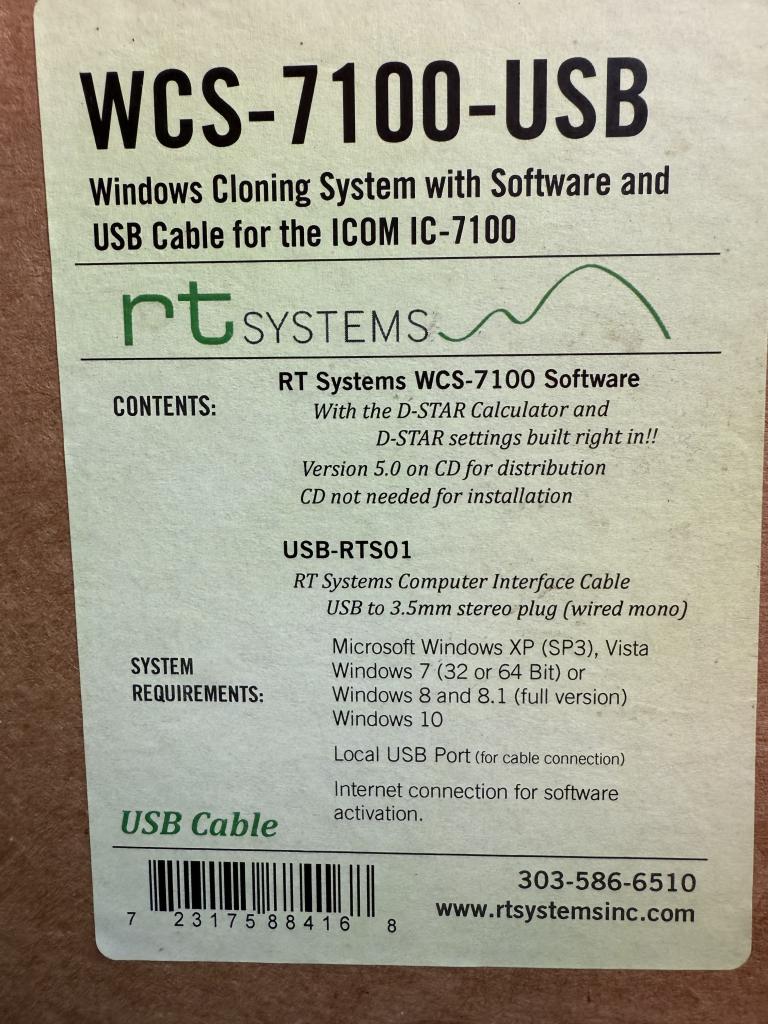 WCS-7100-USB
Windows Cloning System with Software and
USB Cable for the ICOM IC-7100
rt SYSTEMS
CONTENTS:
RT Systems WCS-7100 Software
With the D-STAR Calculator and
D-STAR settings built right in!!
Version 5.0 on CD for distribution
CD not needed for installation
USB-RTS01
RT Systems Computer Interface Cable
USB to 3.5mm stereo plug (wired mono)
SYSTEM
REQUIREMENTS:
Microsoft Windows XP (SP3), Vista
Windows 7 (32 or 64 Bit) or
Windows 8 and 8.1 (full version)
Windows 10
Local USB Port (for cable connection)
Internet connection for software
activation.
USB Cable
7 23175 88416 8
303-586-6510
www.rtsystemsinc.com